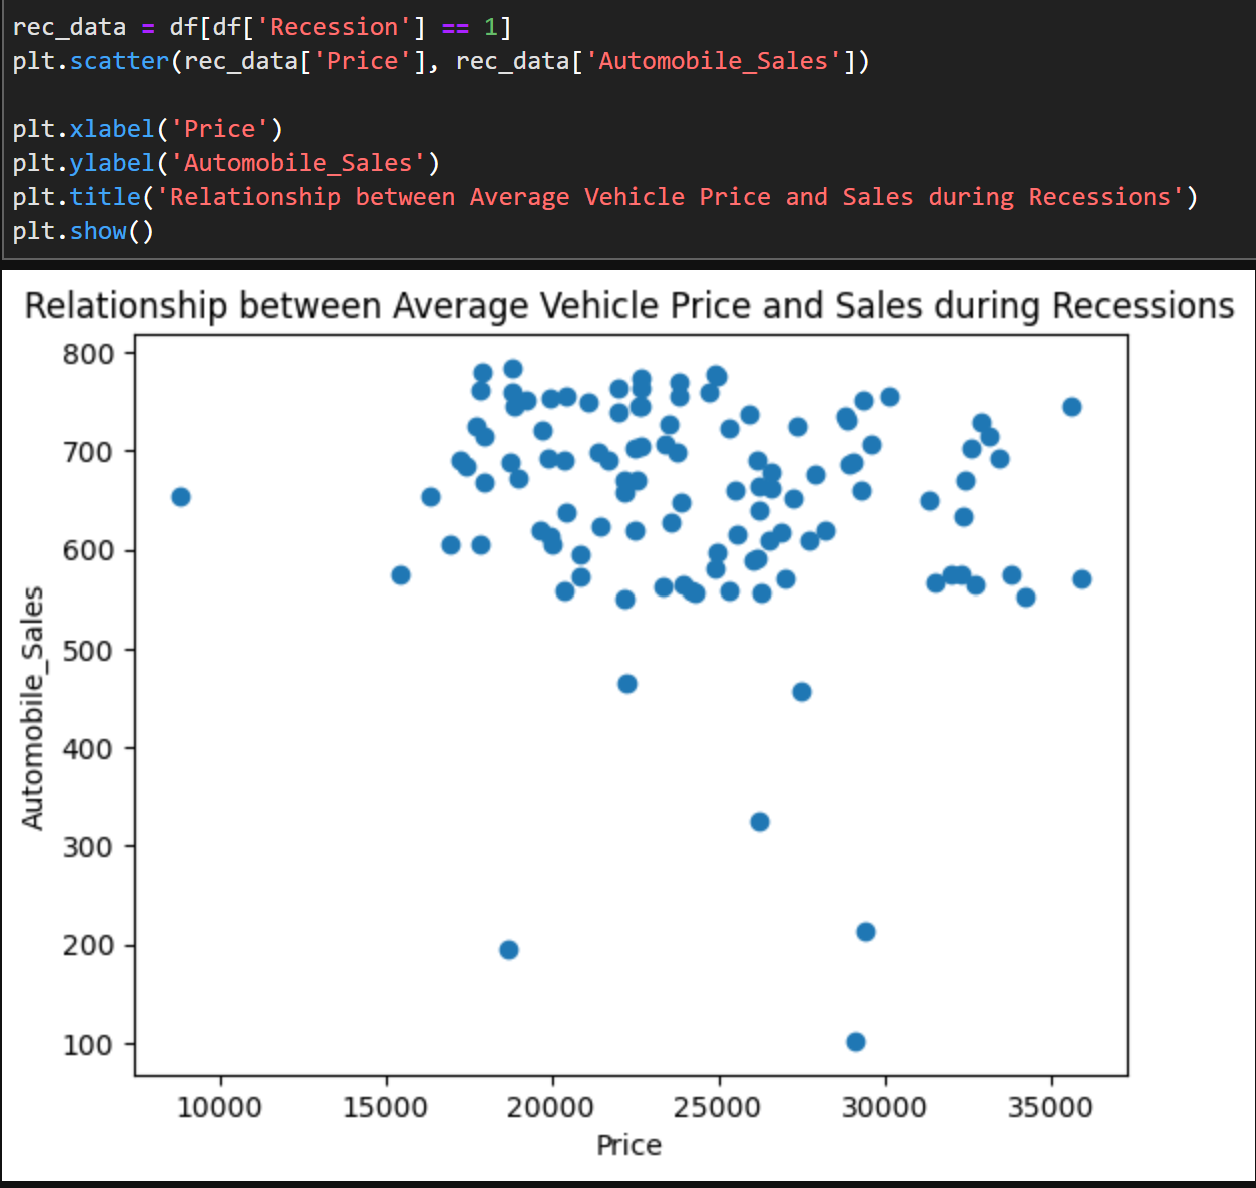 rec_data = df[df['Recession'] == 1]
plt.scatter(rec_data['Price'], rec_data['Automobile_Sales'])
plt.xlabel('Price')
plt.ylabel('Automobile_Sales')
plt.title('Relationship between Average Vehicle Price and Sales during Recessions')
plt.show()
Relationship between Average Vehicle Price and Sales during Recessions
800
700
600
500
400
300
200
100
Automobile_Sales
10000 15000 20000 25000 30000 35000
Price